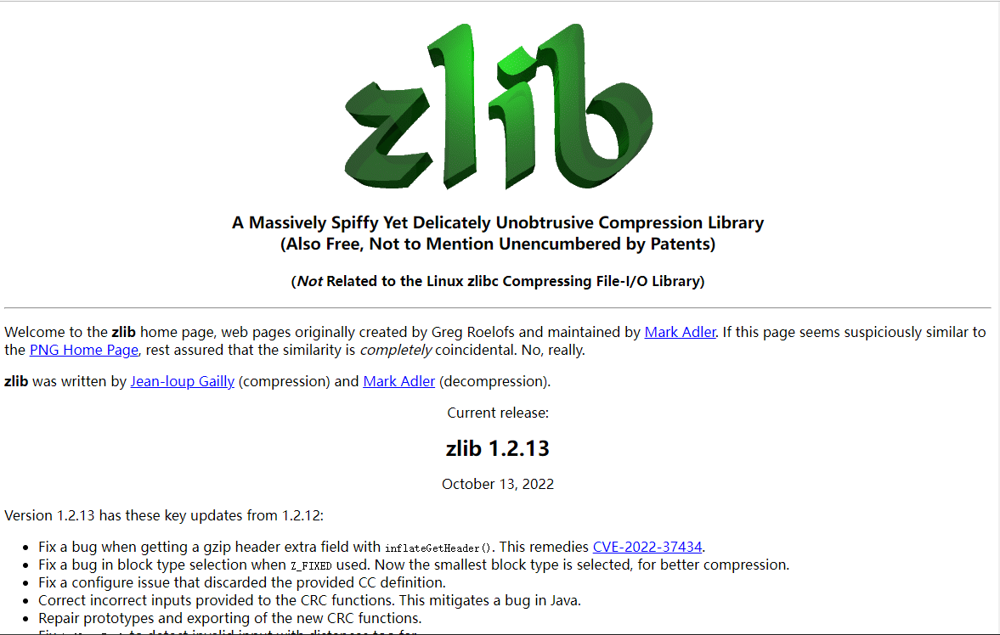 zlib
A Massively Spiffy Yet Delicately Unobtrusive Compression Library
(Also Free, Not to Mention Unencumbered by Patents)
(Not Related to the Linux zlibc Compressing File-I/O Library)
Welcome to the zlib home page, web pages originally created by Greg Roelofs and maintained by Mark Adler. If this page seems suspiciously similar to
the PNG Home Page, rest assured that the similarity is completely coincidental. No, really.
zlib was written by Jean-loup Gailly (compression) and Mark Adler (decompression).
Current release:
zlib 1.2.13
October 13, 2022
Version 1.2.13 has these key updates from 1.2.12:
• Fix a bug when getting a gzip header extra field with inflateGetHeader(). This remedies CVE-2022-37434.
• Fix a bug in block type selection when Z_FIXED used. Now the smallest block type is selected, for better compression.
• Fix a configure issue that discarded the provided CC definition.
• Correct incorrect inputs provided to the CRC functions. This mitigates a bug in Java.
• Repair prototypes and exporting of the new CRC functions.